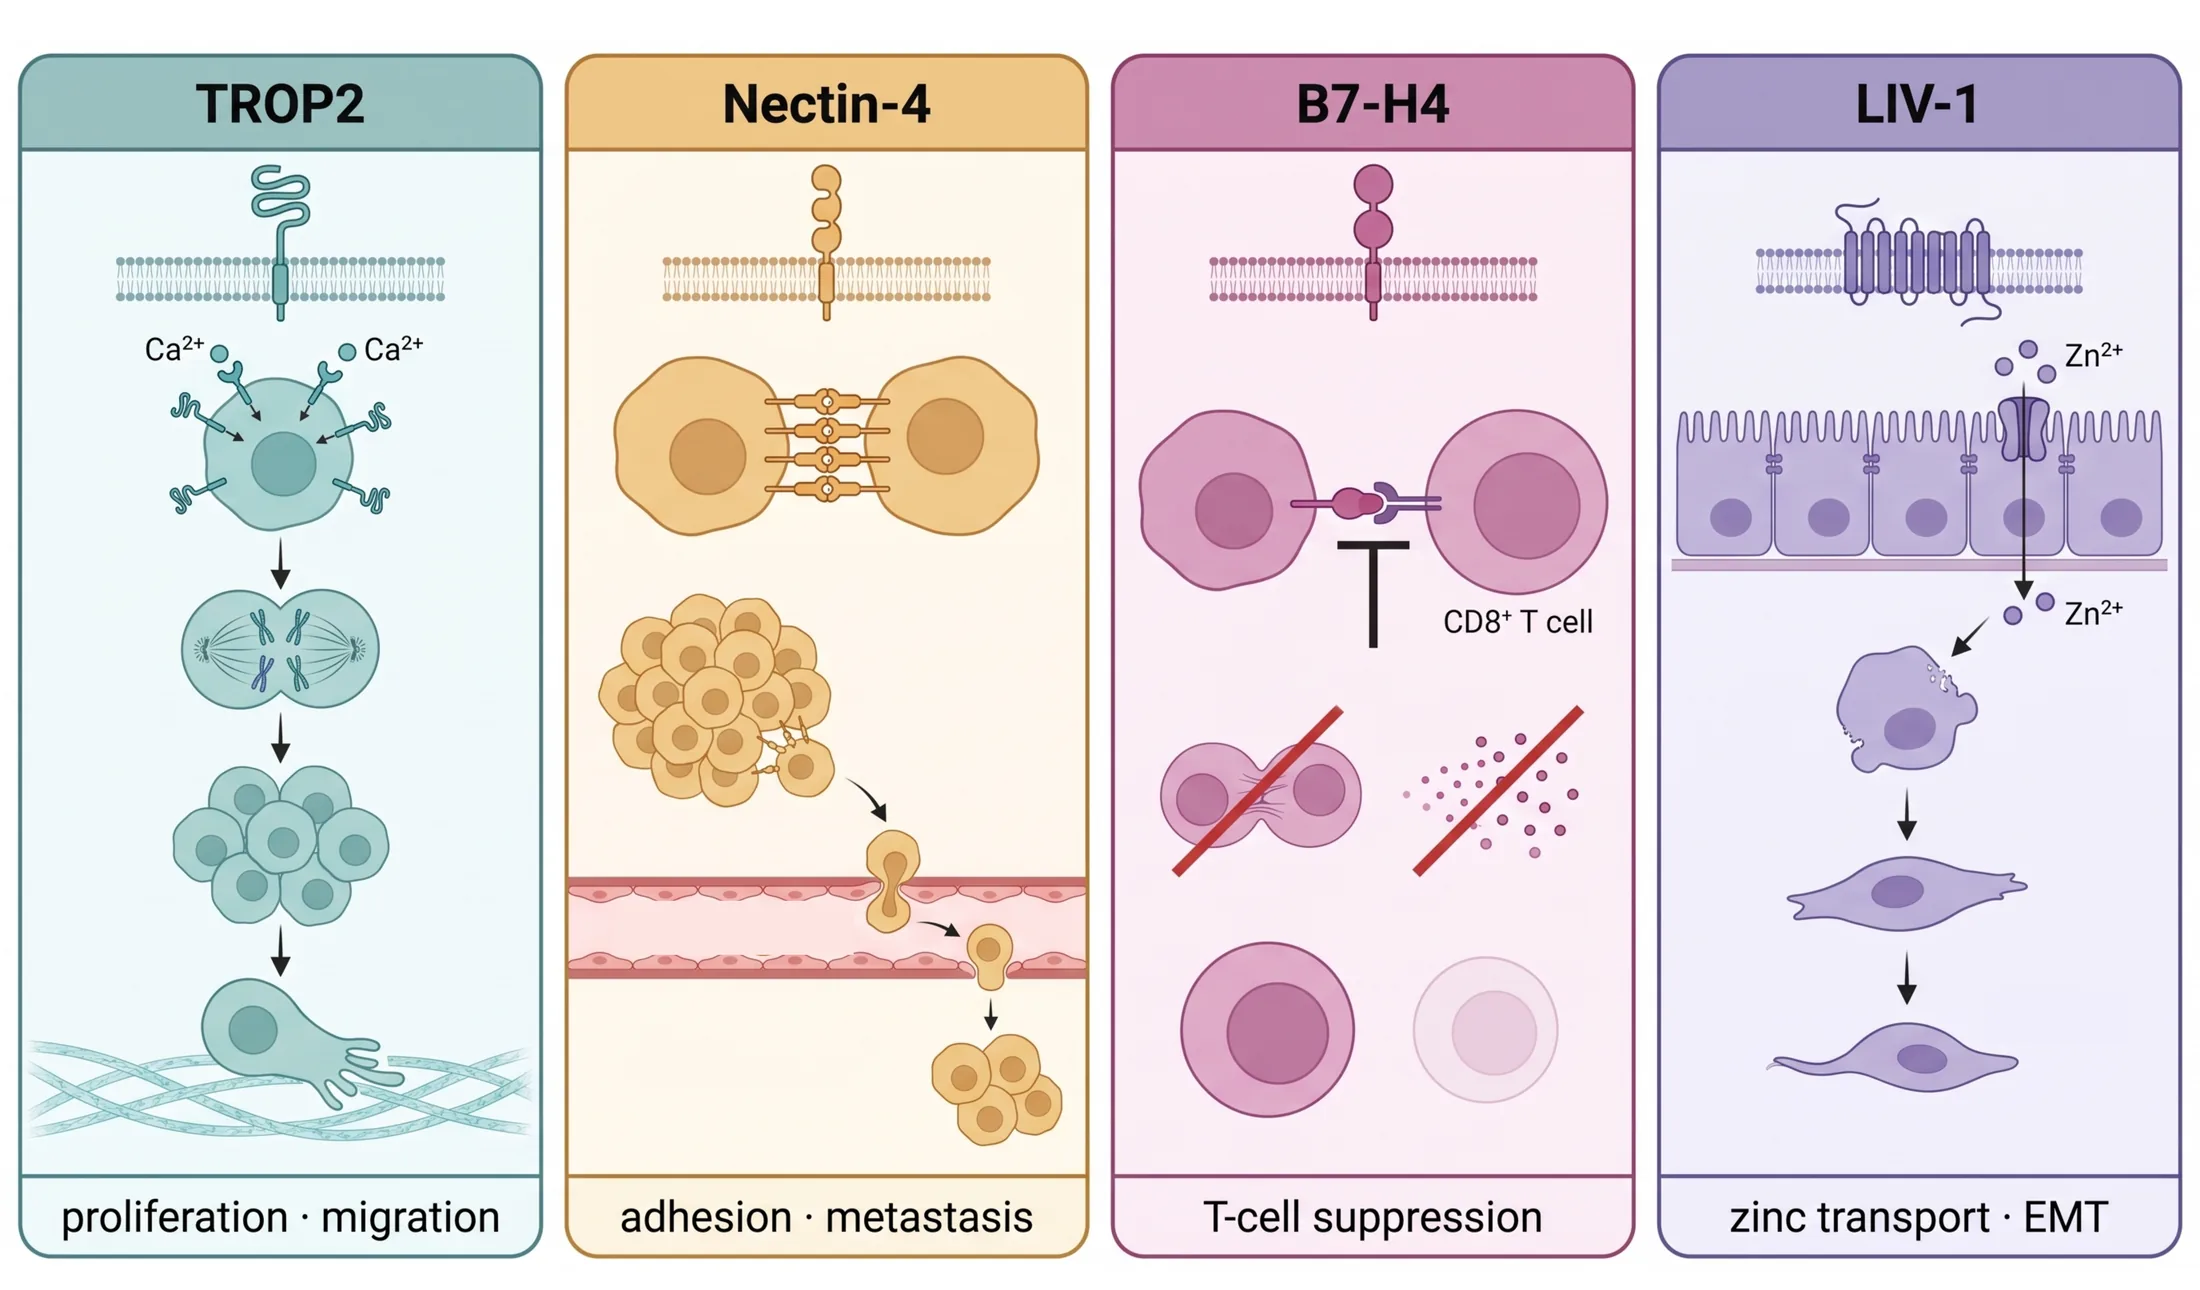 TROP2
Ca²⁺ Ca²⁺
proliferation · migration
Nectin-4
adhesion · metastasis
B7-H4
CD8⁺ T cell
T-cell suppression
LIV-1
Zn²⁺
Zn²⁺
zinc transport · EMT